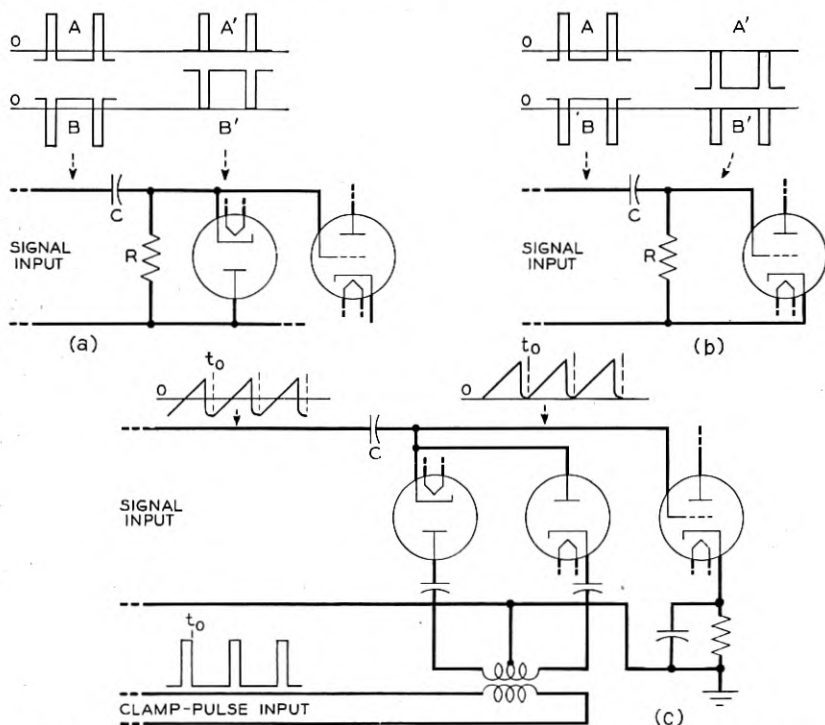 A A' A A'
0 0
0 0
B B' B B'
C C
SIGNAL
INPUT
R
SIGNAL
INPUT
R
(a) (b)
t₀ t₀
0 0
C
SIGNAL
INPUT
t₀
CLAMP-PULSE INPUT
(c)